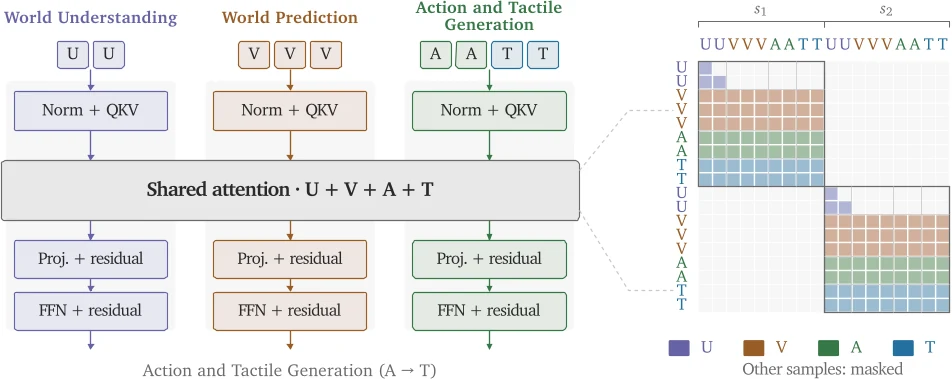 World Understanding
World Prediction
Action and Tactile
Generation
U U
V V V
A A T T
Norm + QKV
Norm + QKV
Norm + QKV
Shared attention · U + V + A + T
Proj. + residual
Proj. + residual
Proj. + residual
FFN + residual
FFN + residual
FFN + residual
Action and Tactile Generation (A → T)
s1 s2
U U V V V A A T T U U V V V A A T T
U
U
V
V
V
A
A
T
T
U
U
V
V
V
A
A
T
T
U V A T
Other samples: masked